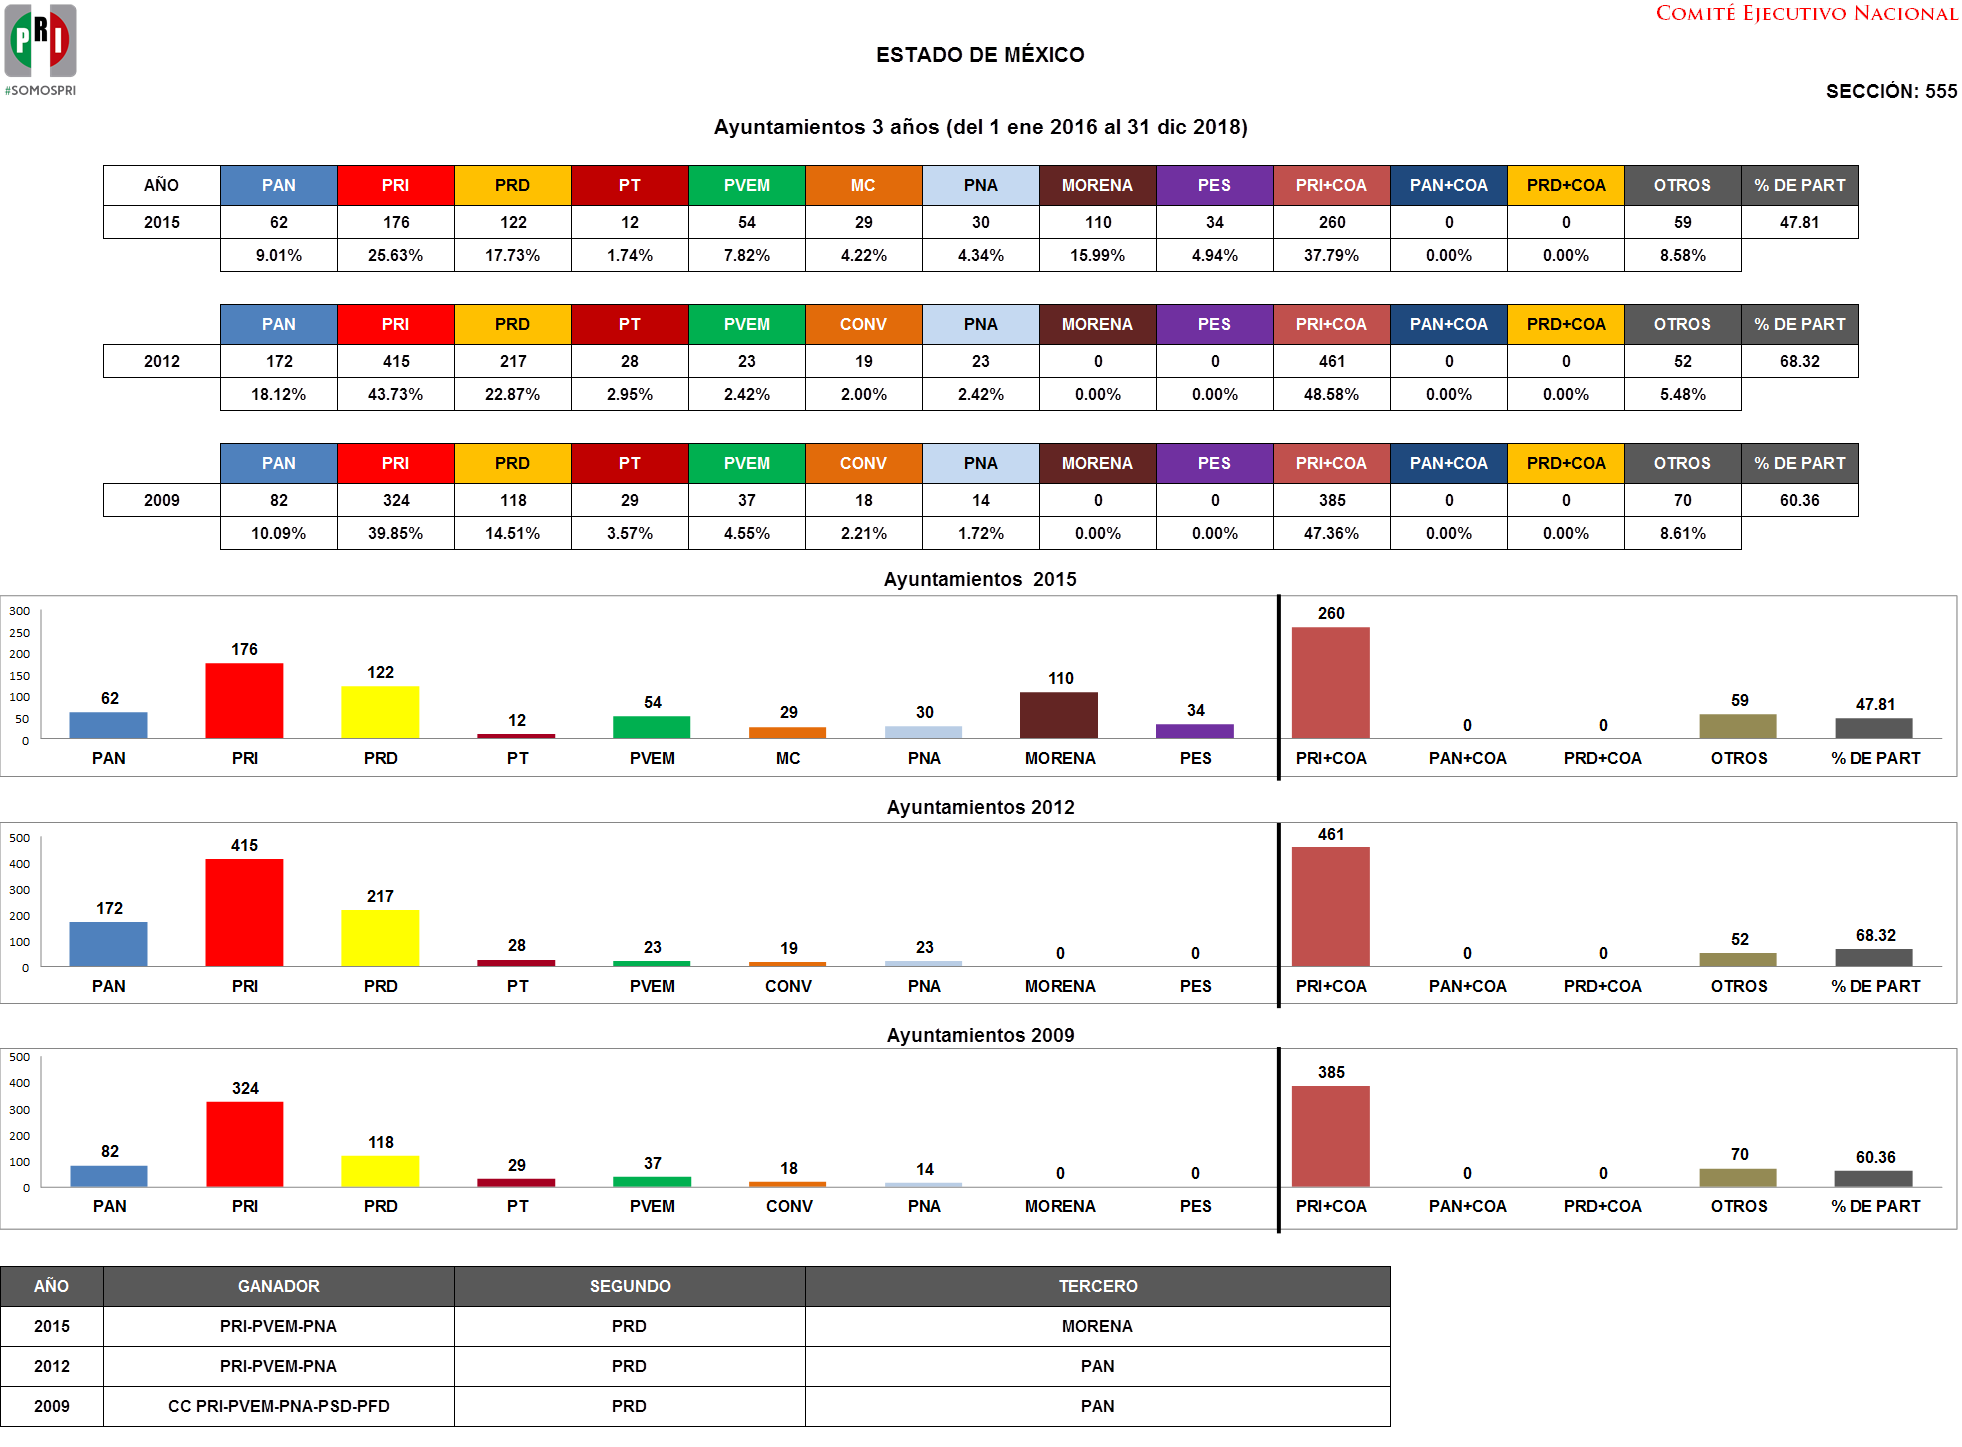 PRI
#SOMOSPRI
COMITÉ EJECUTIVO NACIONAL
ESTADO DE MÉXICO
SECCIÓN: 555
Ayuntamientos 3 años (del 1 ene 2016 al 31 dic 2018)
AÑO PAN PRI PRD PT PVEM MC PNA MORENA PES PRI+COA PAN+COA PRD+COA OTROS % DE PART
2015 62 176 122 12 54 29 30 110 34 260 0 0 59 47.81
9.01% 25.63% 17.73% 1.74% 7.82% 4.22% 4.34% 15.99% 4.94% 37.79% 0.00% 0.00% 8.58%
PAN PRI PRD PT PVEM CONV PNA MORENA PES PRI+COA PAN+COA PRD+COA OTROS % DE PART
2012 172 415 217 28 23 19 23 0 0 461 0 0 52 68.32
18.12% 43.73% 22.87% 2.95% 2.42% 2.00% 2.42% 0.00% 0.00% 48.58% 0.00% 0.00% 5.48%
PAN PRI PRD PT PVEM CONV PNA MORENA PES PRI+COA PAN+COA PRD+COA OTROS % DE PART
2009 82 324 118 29 37 18 14 0 0 385 0 0 70 60.36
10.09% 39.85% 14.51% 3.57% 4.55% 2.21% 1.72% 0.00% 0.00% 47.36% 0.00% 0.00% 8.61%
Ayuntamientos 2015
300
250
200
150
100
50
0
62 176 122 12 54 29 30 110 34 260 0 0 59 47.81
PAN PRI PRD PT PVEM MC PNA MORENA PES PRI+COA PAN+COA PRD+COA OTROS % DE PART
Ayuntamientos 2012
500
400
300
200
100
0
172 415 217 28 23 19 23 0 0 461 0 0 52 68.32
PAN PRI PRD PT PVEM CONV PNA MORENA PES PRI+COA PAN+COA PRD+COA OTROS % DE PART
Ayuntamientos 2009
500
400
300
200
100
0
82 324 118 29 37 18 14 0 0 385 0 0 70 60.36
PAN PRI PRD PT PVEM CONV PNA MORENA PES PRI+COA PAN+COA PRD+COA OTROS % DE PART
AÑO GANADOR SEGUNDO TERCERO
2015 PRI-PVEM-PNA PRD MORENA
2012 PRI-PVEM-PNA PRD PAN
2009 CC PRI-PVEM-PNA-PSD-PFD PRD PAN